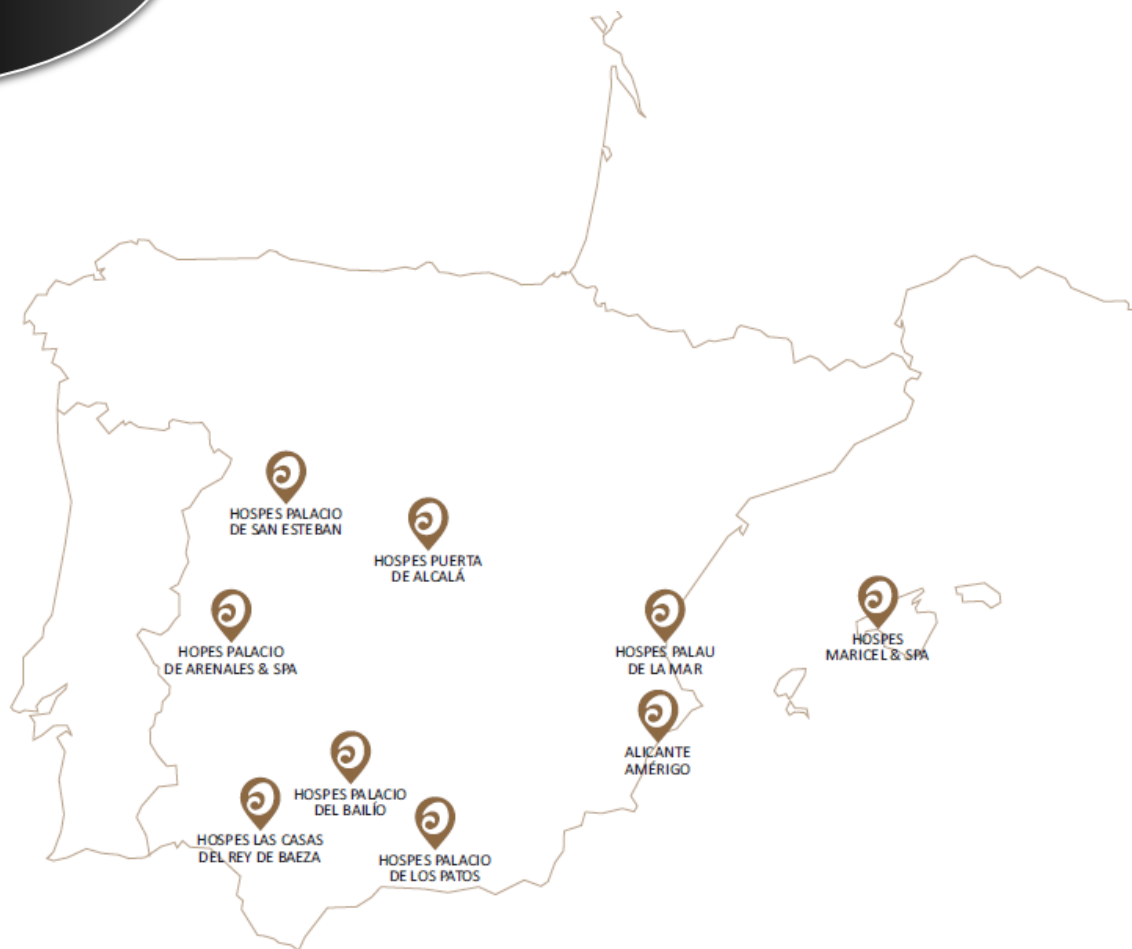 HOSPES PALACIO
DE SAN ESTEBAN
HOSPES PUERTA
DE ALCALÁ
HOPES PALACIO
DE ARENALES & SPA
HOSPES PALAU
DE LA MAR
HOSPES
MARICEL & SPA
ALICANTE
AMÉRIGO
HOSPES PALACIO
DEL BAILÍO
HOSPES LAS CASAS
DEL REY DE BAEZA
HOSPES PALACIO
DE LOS PATOS